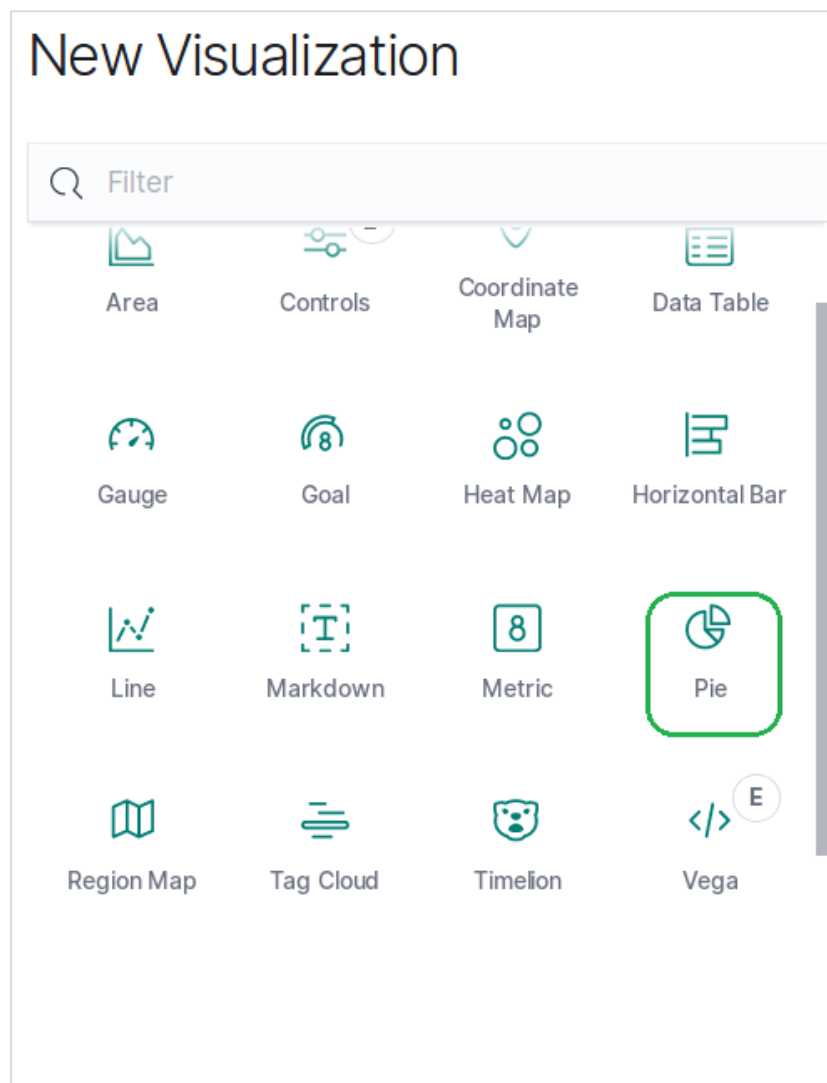 New Visualization
Filter
Area
Controls
Coordinate
Map
Data Table
Gauge
8
Goal
Heat Map
Horizontal Bar
Line
T
Markdown
8
Metric
Pie
Region Map
Tag Cloud
Timelion
E
</>
Vega